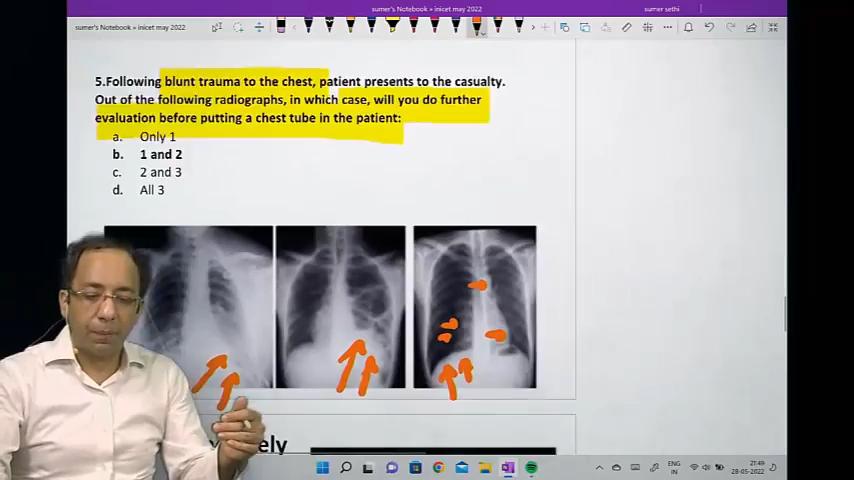 sumer's Notebook » inicet may 2022
sumer sethi
sumer's Notebook » inicet may 2022
5.Following blunt trauma to the chest, patient presents to the casualty.
Out of the following radiographs, in which case, will you do further
evaluation before putting a chest tube in the patient:
a. Only 1
b. 1 and 2
c. 2 and 3
d. All 3
ely
ENG
IN
21:49
28-05-2022